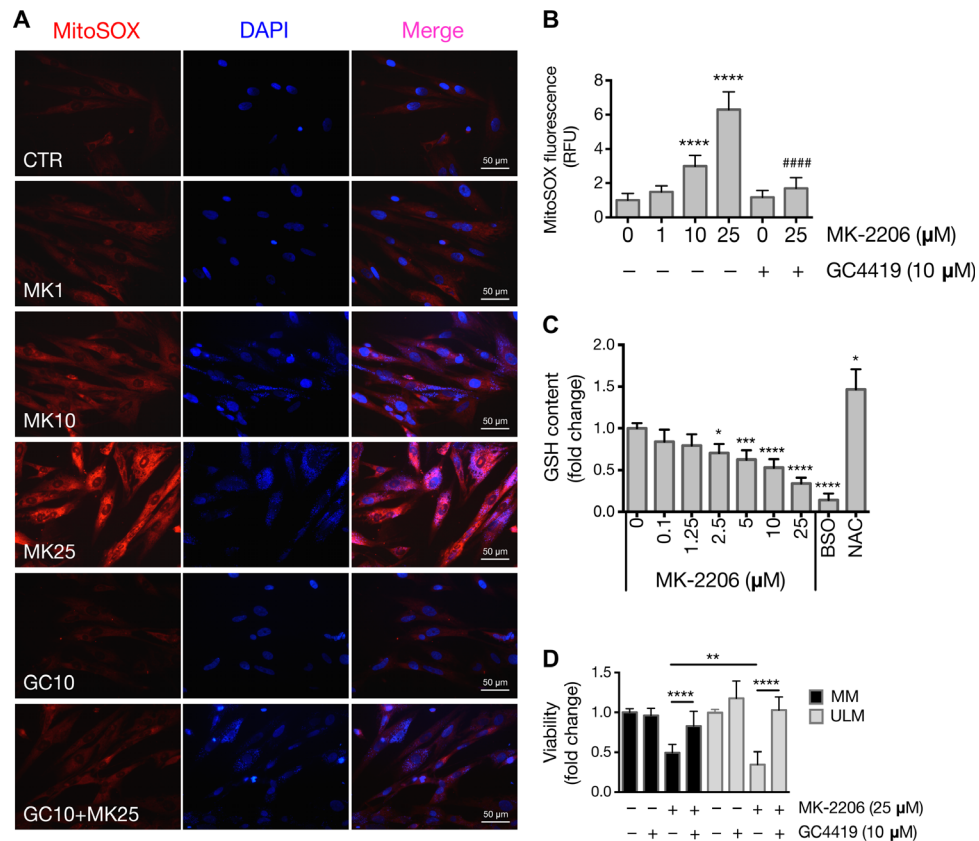 A
MitoSOX DAPI Merge
CTR
50 µm
MK1
50 µm
MK10
50 µm
MK25
50 µm
GC10
50 µm
GC10+MK25
50 µm
B
MitoSOX fluorescence
(RFU)
8
6
4
2
0
**** **** ####
0 1 10 25 0 25 MK-2206 (µM)
– – – – + + GC4419 (10 µM)
C
GSH content
(fold change)
2.0
1.5
1.0
0.5
0.0
* *** **** **** **** *
0 0.1 1.25 2.5 5 10 25 BSO NAC
MK-2206 (µM)
D
Viability
(fold change)
1.5
1.0
0.5
0.0
**
**** ****
MM
ULM
– – + + – – + + MK-2206 (25 µM)
– + – + – + – + GC4419 (10 µM)